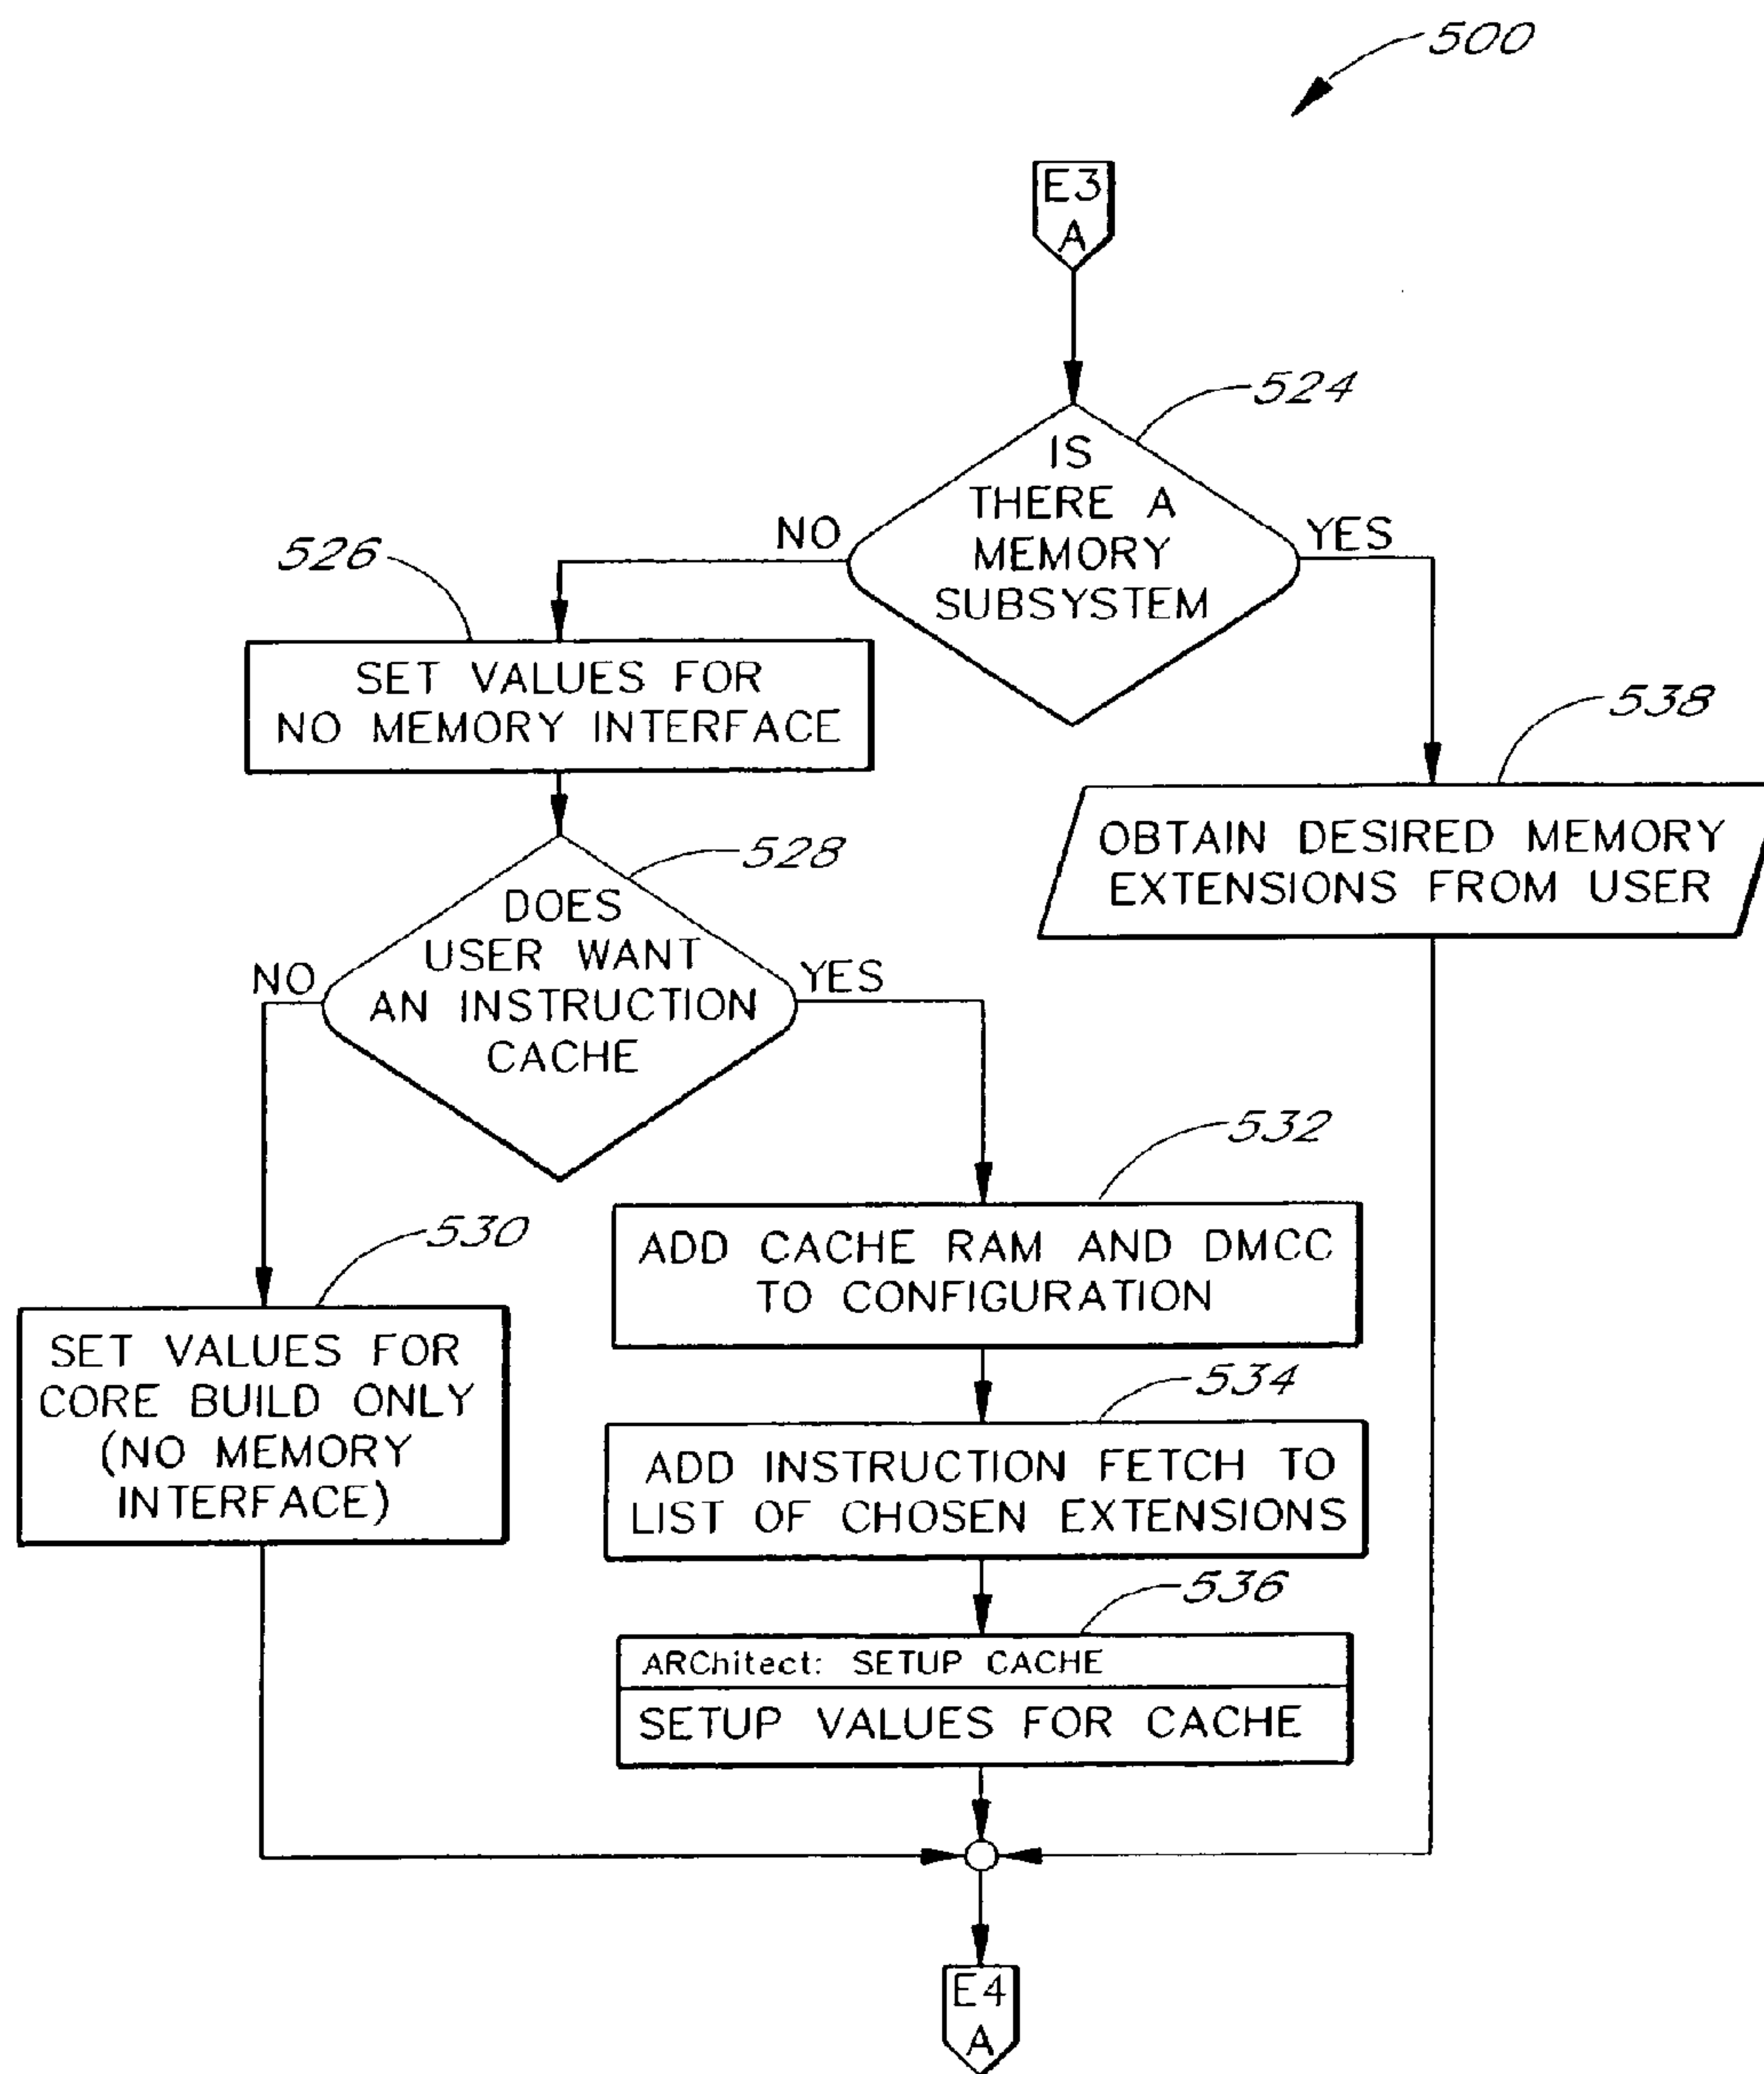 500
E3
A
524
IS
THERE A
MEMORY
SUBSYSTEM
NO
YES
526
SET VALUES FOR
NO MEMORY INTERFACE
538
OBTAIN DESIRED MEMORY
EXTENSIONS FROM USER
528
DOES
USER WANT
AN INSTRUCTION
CACHE
NO
YES
532
ADD CACHE RAM AND DMCC
TO CONFIGURATION
530
SET VALUES FOR
CORE BUILD ONLY
(NO MEMORY
INTERFACE)
534
ADD INSTRUCTION FETCH TO
LIST OF CHOSEN EXTENSIONS
536
ARChitect: SETUP CACHE
SETUP VALUES FOR CACHE
E4
A